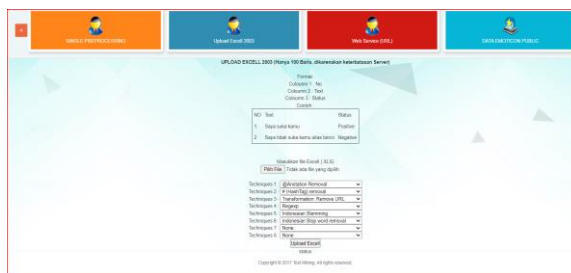 SINGLE PREPROCESSING
Upload Excell 2003
Web Service (URL)
DATA EMOTICON PUBLIC
UPLOAD EXCELL 2003 (Hanya 100 Baris, dikarenakan keterbatasan Server)
Format
Coloumn 1 : No
Coloumn 2 : Text
Coloumn 3 : Status
Contoh
NO Text Status
1 Saya suka kamu Positive
2 Saya tidak suka kamu alias benci Negative
Masukkan file Excell (.XLS)
Pilih File Tidak ada file yang dipilih
Techniques 1 : @Anotation Removal
Techniques 2 : # (HashTag) removal
Techniques 3 : Transformation Remove URL
Techniques 4 : Regexp
Techniques 5 : Indonesian Stemming
Techniques 6 : Indonesian Stop word removal
Techniques 7 : None
Techniques 8 : None
Upload Excell
status
Copyright © 2017 Text Mining. All rights reserved.